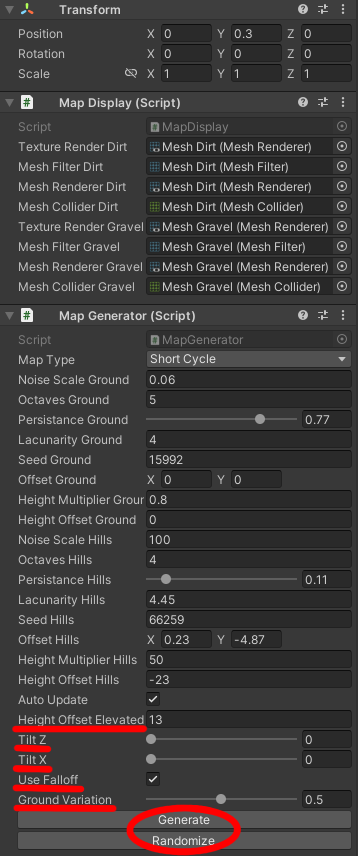 Transform
Position X 0 Y 0.3 Z 0
Rotation X 0 Y 0 Z 0
Scale X 1 Y 1 Z 1
# Map Display (Script)
Script # MapDisplay
Texture Render Dirt Mesh Dirt (Mesh Renderer)
Mesh Filter Dirt Mesh Dirt (Mesh Filter)
Mesh Renderer Dirt Mesh Dirt (Mesh Renderer)
Mesh Collider Dirt Mesh Dirt (Mesh Collider)
Texture Render Gravel Mesh Gravel (Mesh Renderer)
Mesh Filter Gravel Mesh Gravel (Mesh Filter)
Mesh Renderer Gravel Mesh Gravel (Mesh Renderer)
Mesh Collider Gravel Mesh Gravel (Mesh Collider)
# Map Generator (Script)
Script # MapGenerator
Map Type Short Cycle
Noise Scale Ground 0.06
Octaves Ground 5
Persistance Ground 0.77
Lacunarity Ground 4
Seed Ground 15992
Offset Ground X 0 Y 0
Height Multiplier Grour 0.8
Height Offset Ground 0
Noise Scale Hills 100
Octaves Hills 4
Persistance Hills 0.11
Lacunarity Hills 4.45
Seed Hills 66259
Offset Hills X 0.23 Y -4.87
Height Multiplier Hills 50
Height Offset Hills -23
Auto Update
Height Offset Elevated 13
Tilt Z 0
Tilt X 0
Use Falloff
Ground Variation 0.5
Generate
Randomize